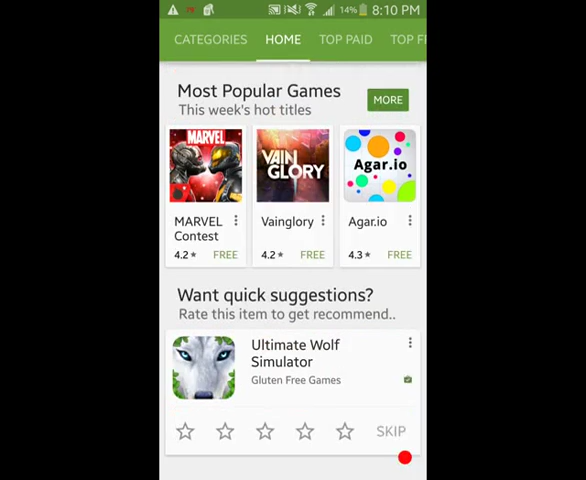 14% 8:10 PM
CATEGORIES HOME TOP PAID TOP F
Most Popular Games
This week's hot titles
MORE
MARVEL
VAIN
GLORY
Agar.io
MARVEL
Contest
Vainglory
Agar.io
4.2 FREE
4.2 FREE
4.3 FREE
Want quick suggestions?
Rate this item to get recommend..
Ultimate Wolf
Simulator
Gluten Free Games
SKIP